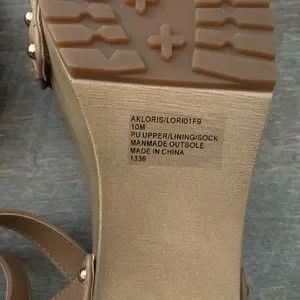 AKLORIS/LORI01F9
10M
PU UPPER/LINING/SOCK
MANMADE OUTSOLE
MADE IN CHINA
1336